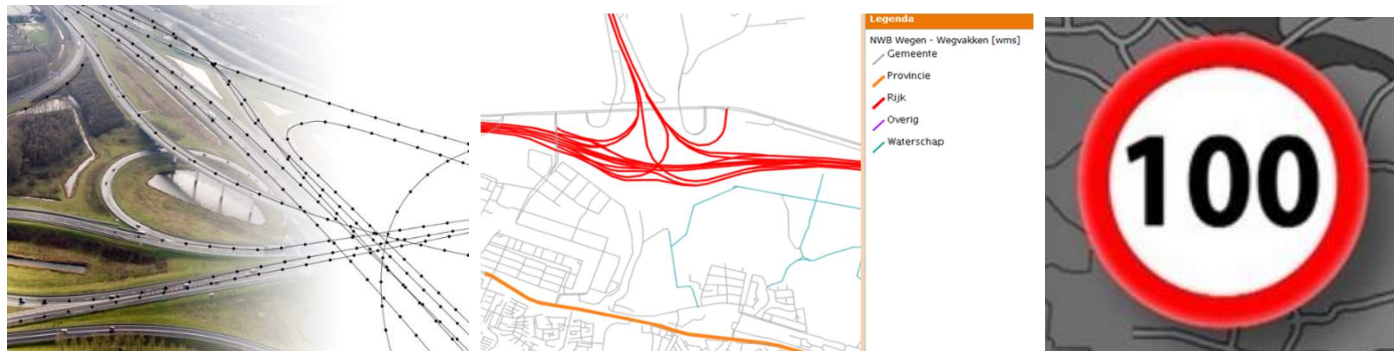 Legenda
NWB Wegen - Wegvakken [wms]
Gemeente
Provincie
Rijk
Overig
Waterschap
100